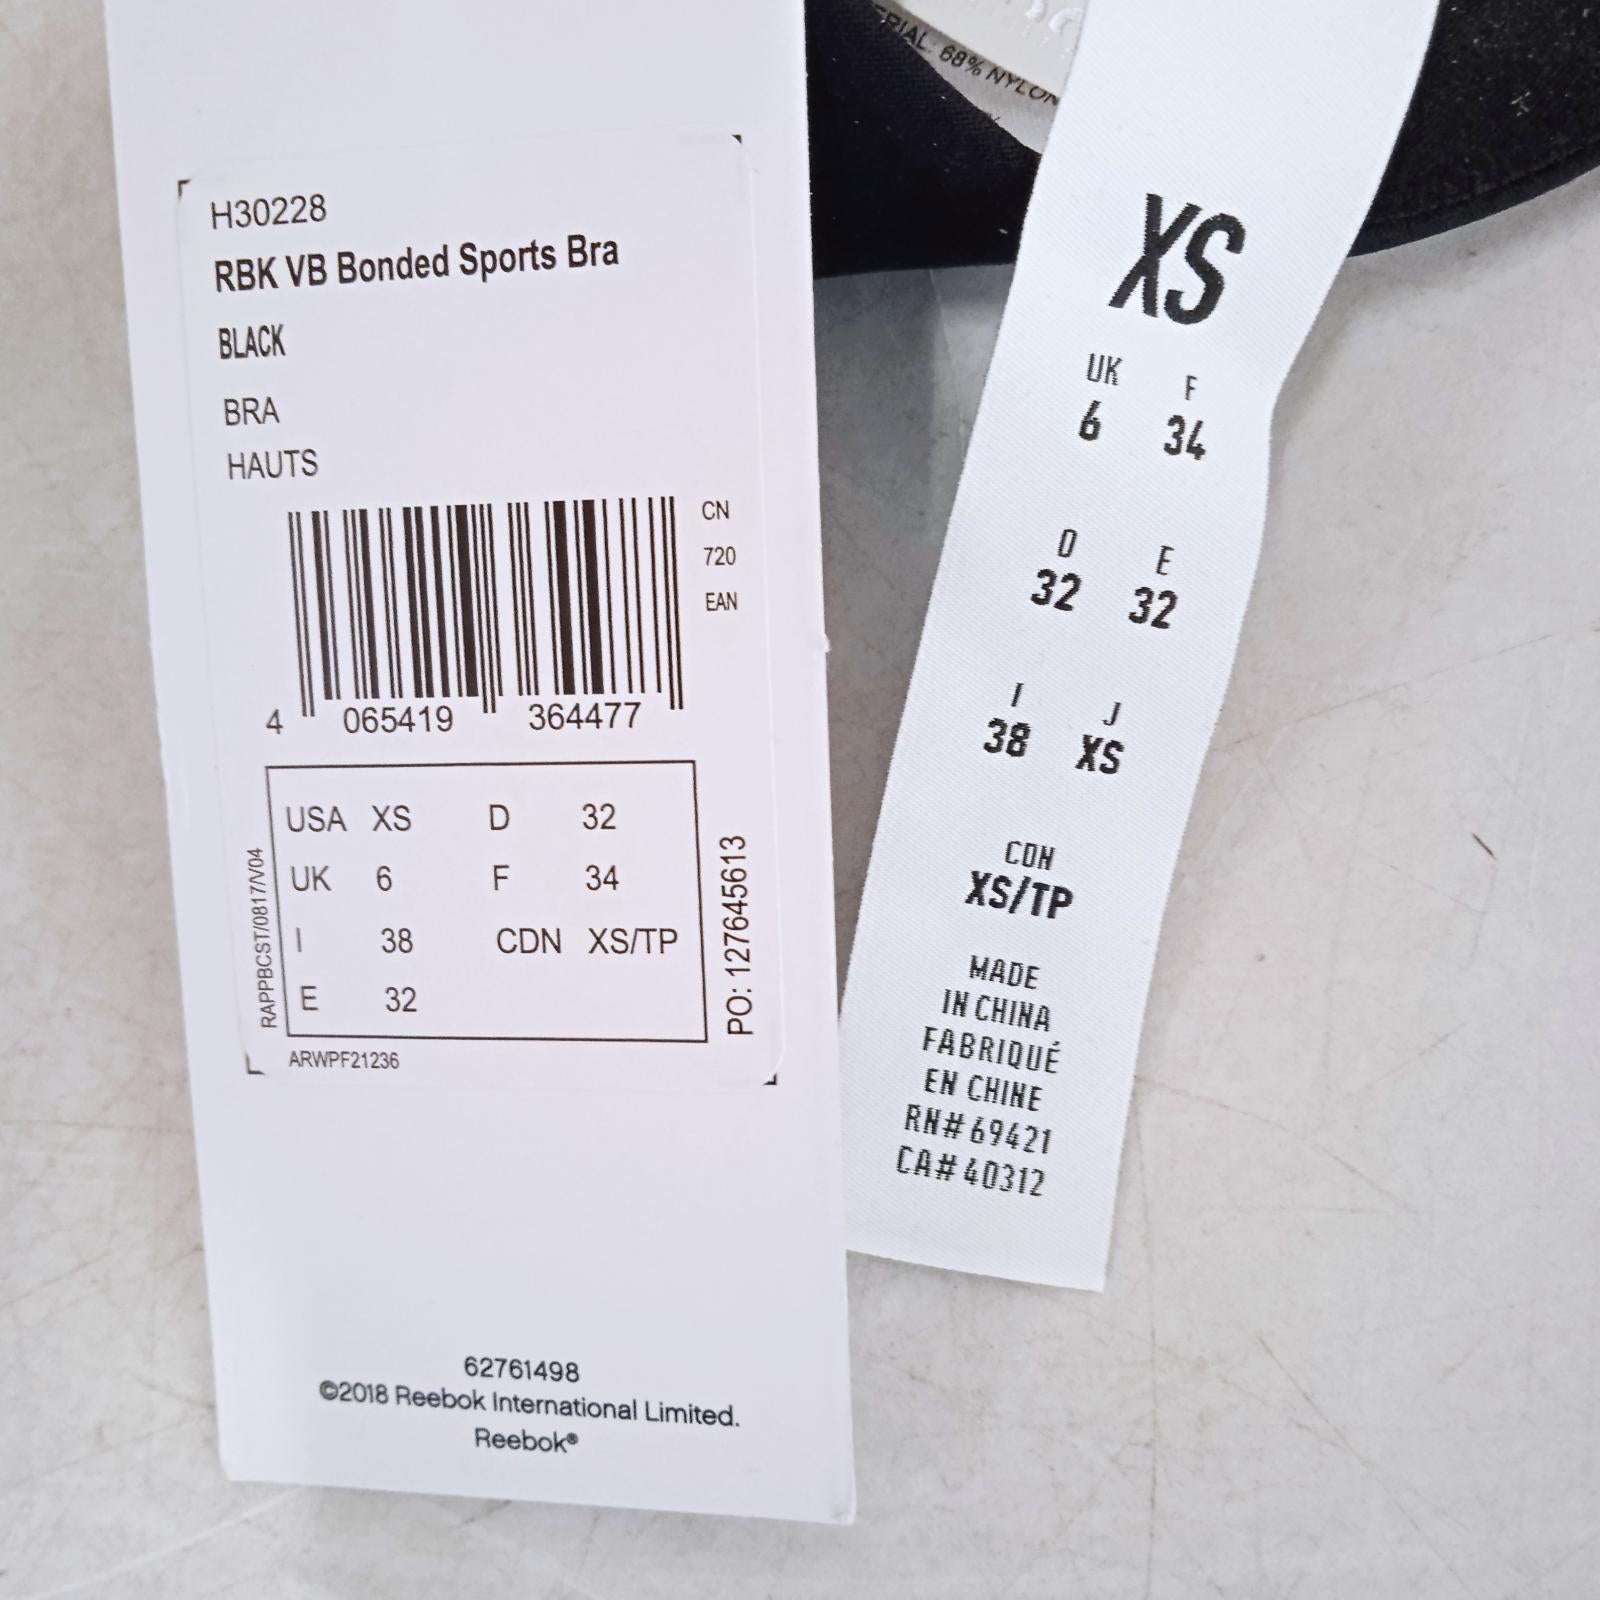 H30228
RBK VB Bonded Sports Bra
BLACK
BRA
HAUTS
CN
720
EAN
4 065419 364477
USA XS D 32
UK 6 F 34
I 38 CDN XS/TP
E 32
RAPPBCST/0817/V04
PO: 127645613
ARWPF21236
62761498
©2018 Reebok International Limited.
Reebok®
68% NYLON
XS
UK F
6 34
D E
32 32
I J
38 XS
CDN
XS/TP
MADE
IN CHINA
FABRIQUÉ
EN CHINE
RN# 69421
CA# 40312